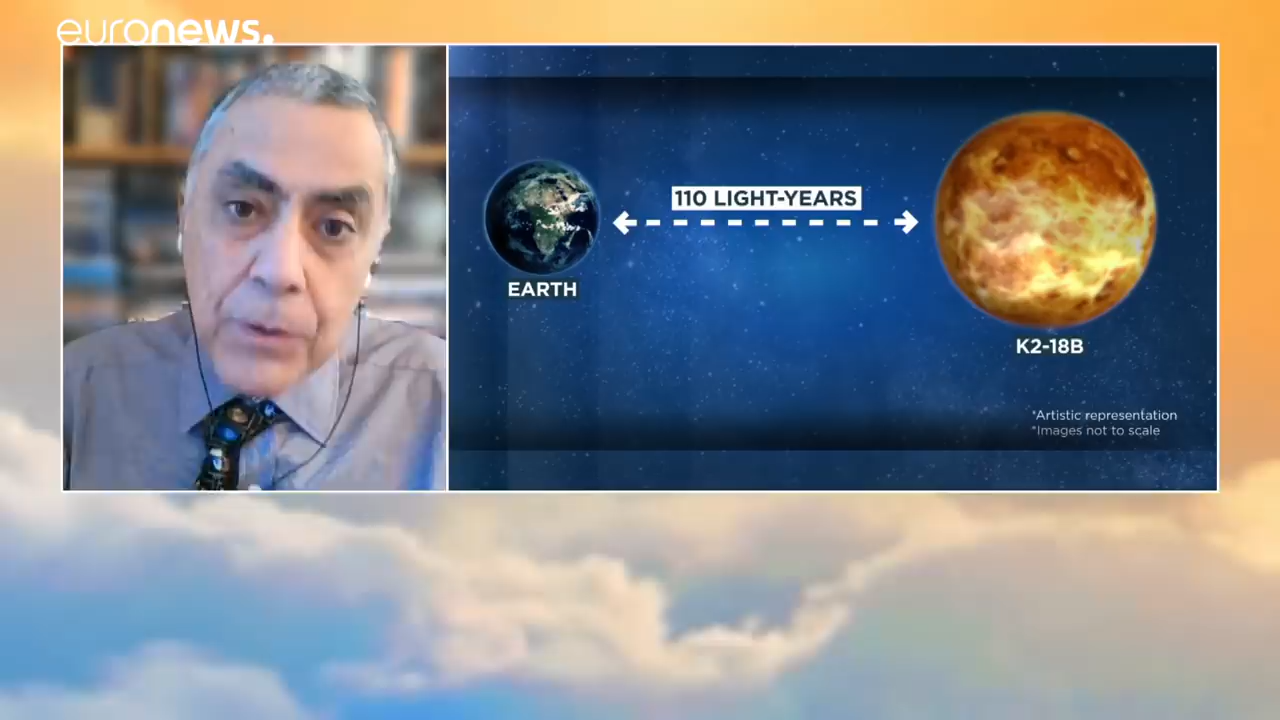 euronews.
110 LIGHT-YEARS
EARTH
K2-18B
*Artistic representation
*Images not to scale